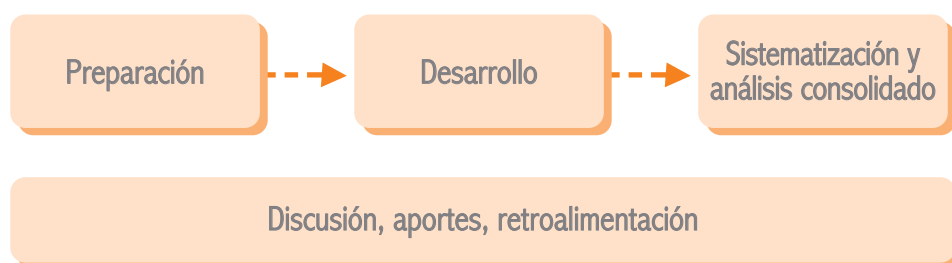 Preparación
Desarrollo
Sistematización y
análisis consolidado
Discusión, aportes, retroalimentación